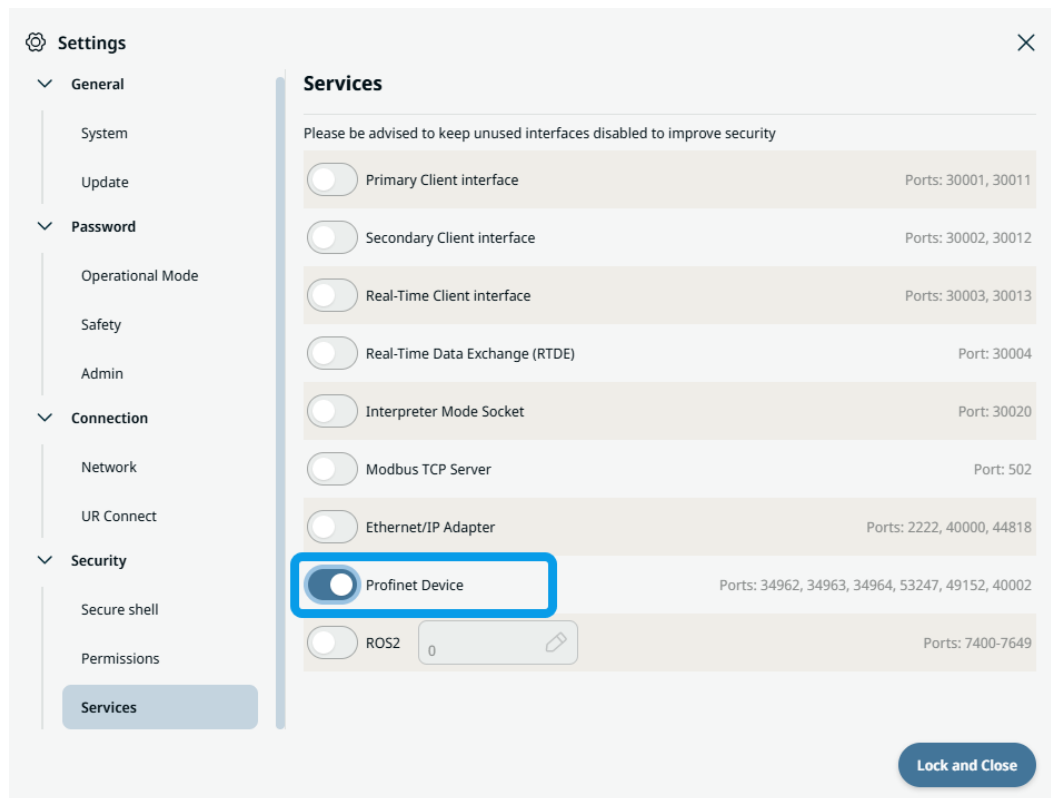 Settings
General
System
Update
Password
Operational Mode
Safety
Admin
Connection
Network
UR Connect
Security
Secure shell
Permissions
Services
Services
Please be advised to keep unused interfaces disabled to improve security
Primary Client interface Ports: 30001, 30011
Secondary Client interface Ports: 30002, 30012
Real-Time Client interface Ports: 30003, 30013
Real-Time Data Exchange (RTDE) Port: 30004
Interpreter Mode Socket Port: 30020
Modbus TCP Server Port: 502
Ethernet/IP Adapter Ports: 2222, 40000, 44818
Profinet Device Ports: 34962, 34963, 34964, 53247, 49152, 40002
ROS2 0 Ports: 7400-7649
Lock and Close